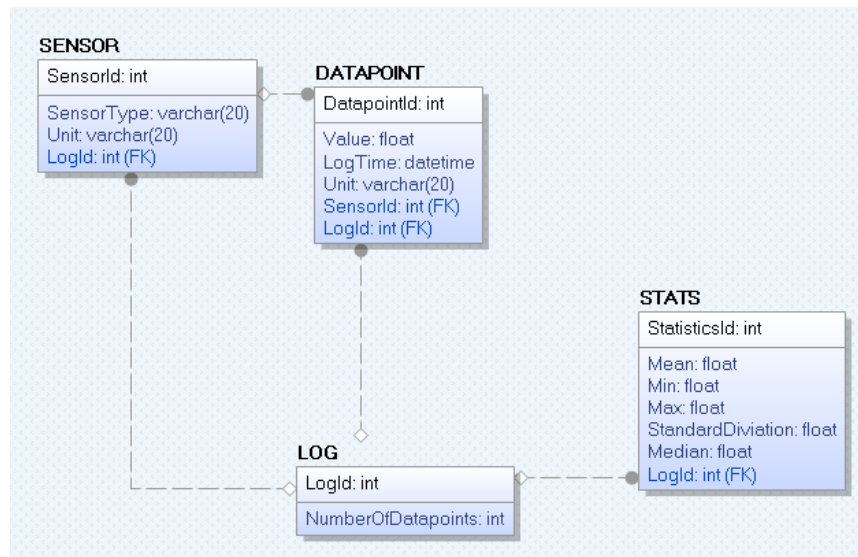 SENSOR
SensorId: int
SensorType: varchar(20)
Unit: varchar(20)
LogId: int (FK)
DATAPOINT
DatapointId: int
Value: float
LogTime: datetime
Unit: varchar(20)
SensorId: int (FK)
LogId: int (FK)
STATS
StatisticsId: int
Mean: float
Min: float
Max: float
StandardDiviation: float
Median: float
LogId: int (FK)
LOG
LogId: int
NumberOfDatapoints: int